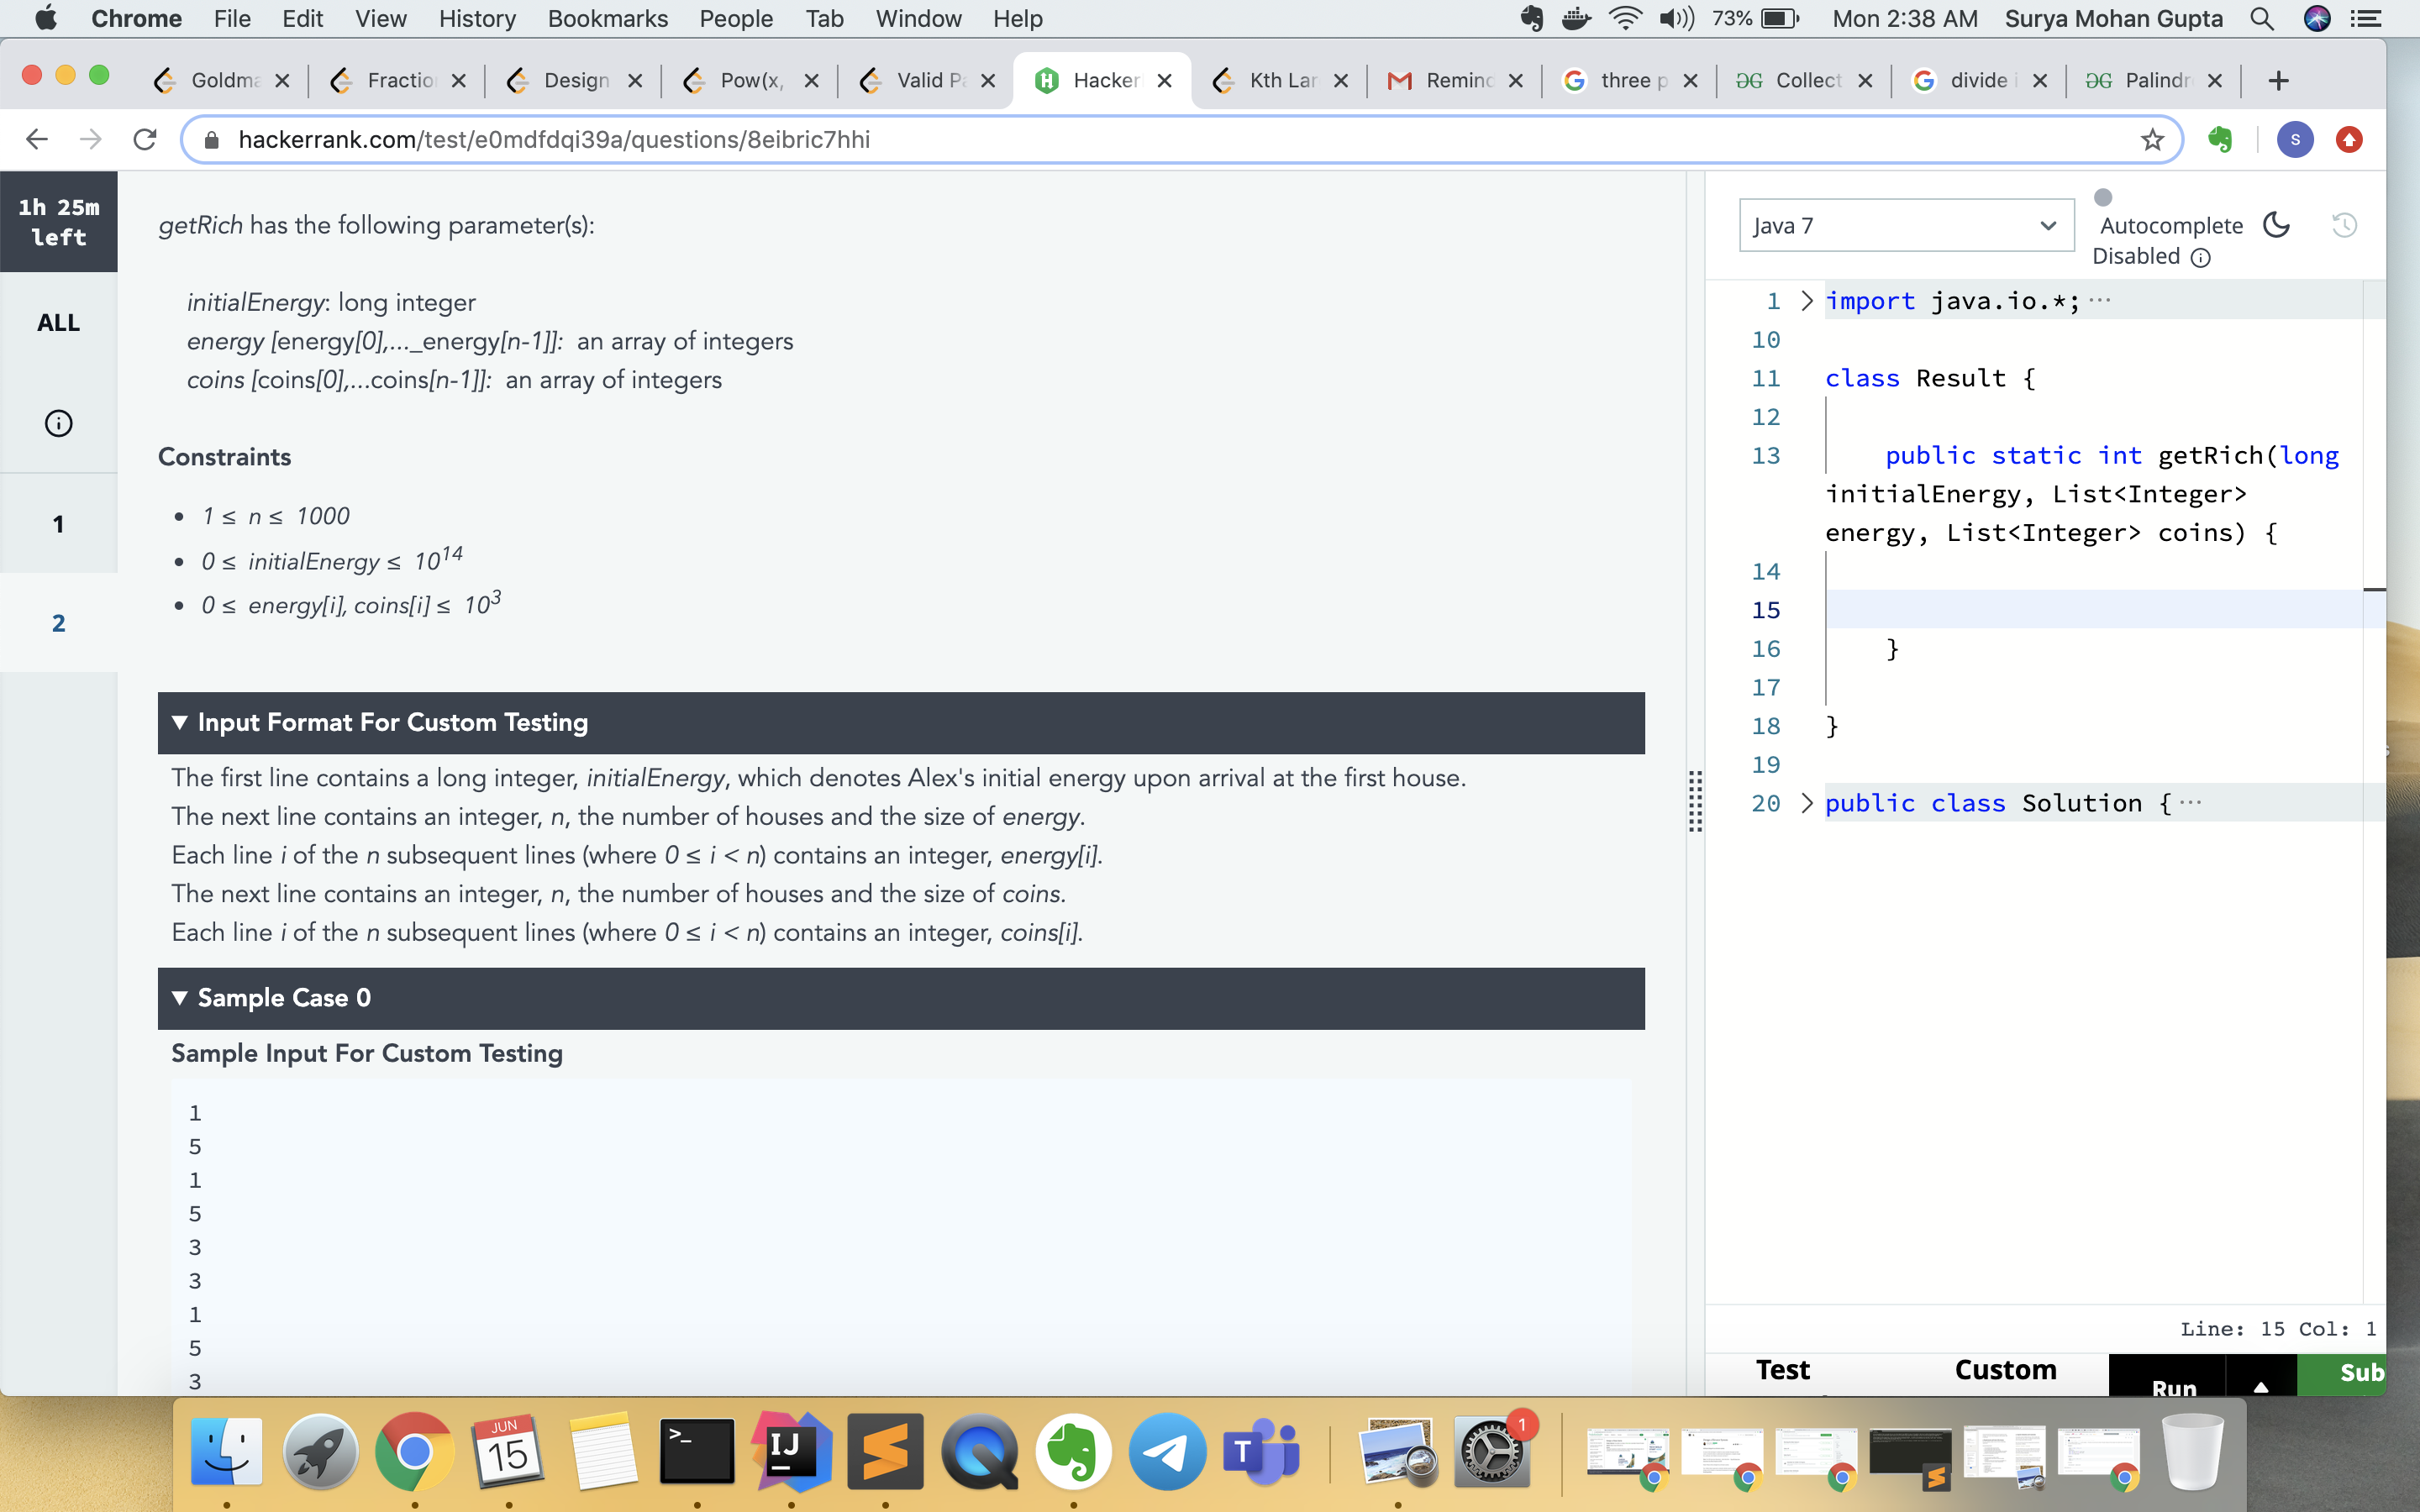 Chrome File Edit View History Bookmarks People Tab Window Help 73% Mon 2:38 AM Surya Mohan Gupta
Goldma Fractio Design Pow(x, Valid Pa Hacker Kth Lar Remind three p Collect divide i Palindr
hackerrank.com/test/e0mdfdqi39a/questions/8eibric7hhi
S
1h 25m
left
ALL
1
2
getRich has the following parameter(s):
initialEnergy: long integer
energy [energy[0],..._energy[n-1]]: an array of integers
coins [coins[0],...coins[n-1]]: an array of integers
Constraints
• 1 ≤ n ≤ 1000
• 0 ≤ initialEnergy ≤ 10^14
• 0 ≤ energy[i], coins[i] ≤ 10^3
▼ Input Format For Custom Testing
The first line contains a long integer, initialEnergy, which denotes Alex's initial energy upon arrival at the first house.
The next line contains an integer, n, the number of houses and the size of energy.
Each line i of the n subsequent lines (where 0 ≤ i < n) contains an integer, energy[i].
The next line contains an integer, n, the number of houses and the size of coins.
Each line i of the n subsequent lines (where 0 ≤ i < n) contains an integer, coins[i].
▼ Sample Case 0
Sample Input For Custom Testing
1
5
1
5
3
3
1
5
3
Java 7
Autocomplete
Disabled
1 import java.io.*; ...
10
11 class Result {
12
13 public static int getRich(long
initialEnergy, List<Integer>
energy, List<Integer> coins) {
14
15
16 }
17
18 }
19
20 public class Solution { ...
Line: 15 Col: 1
Test Custom Run Sub
JUN
15
>_
IJ
T
1